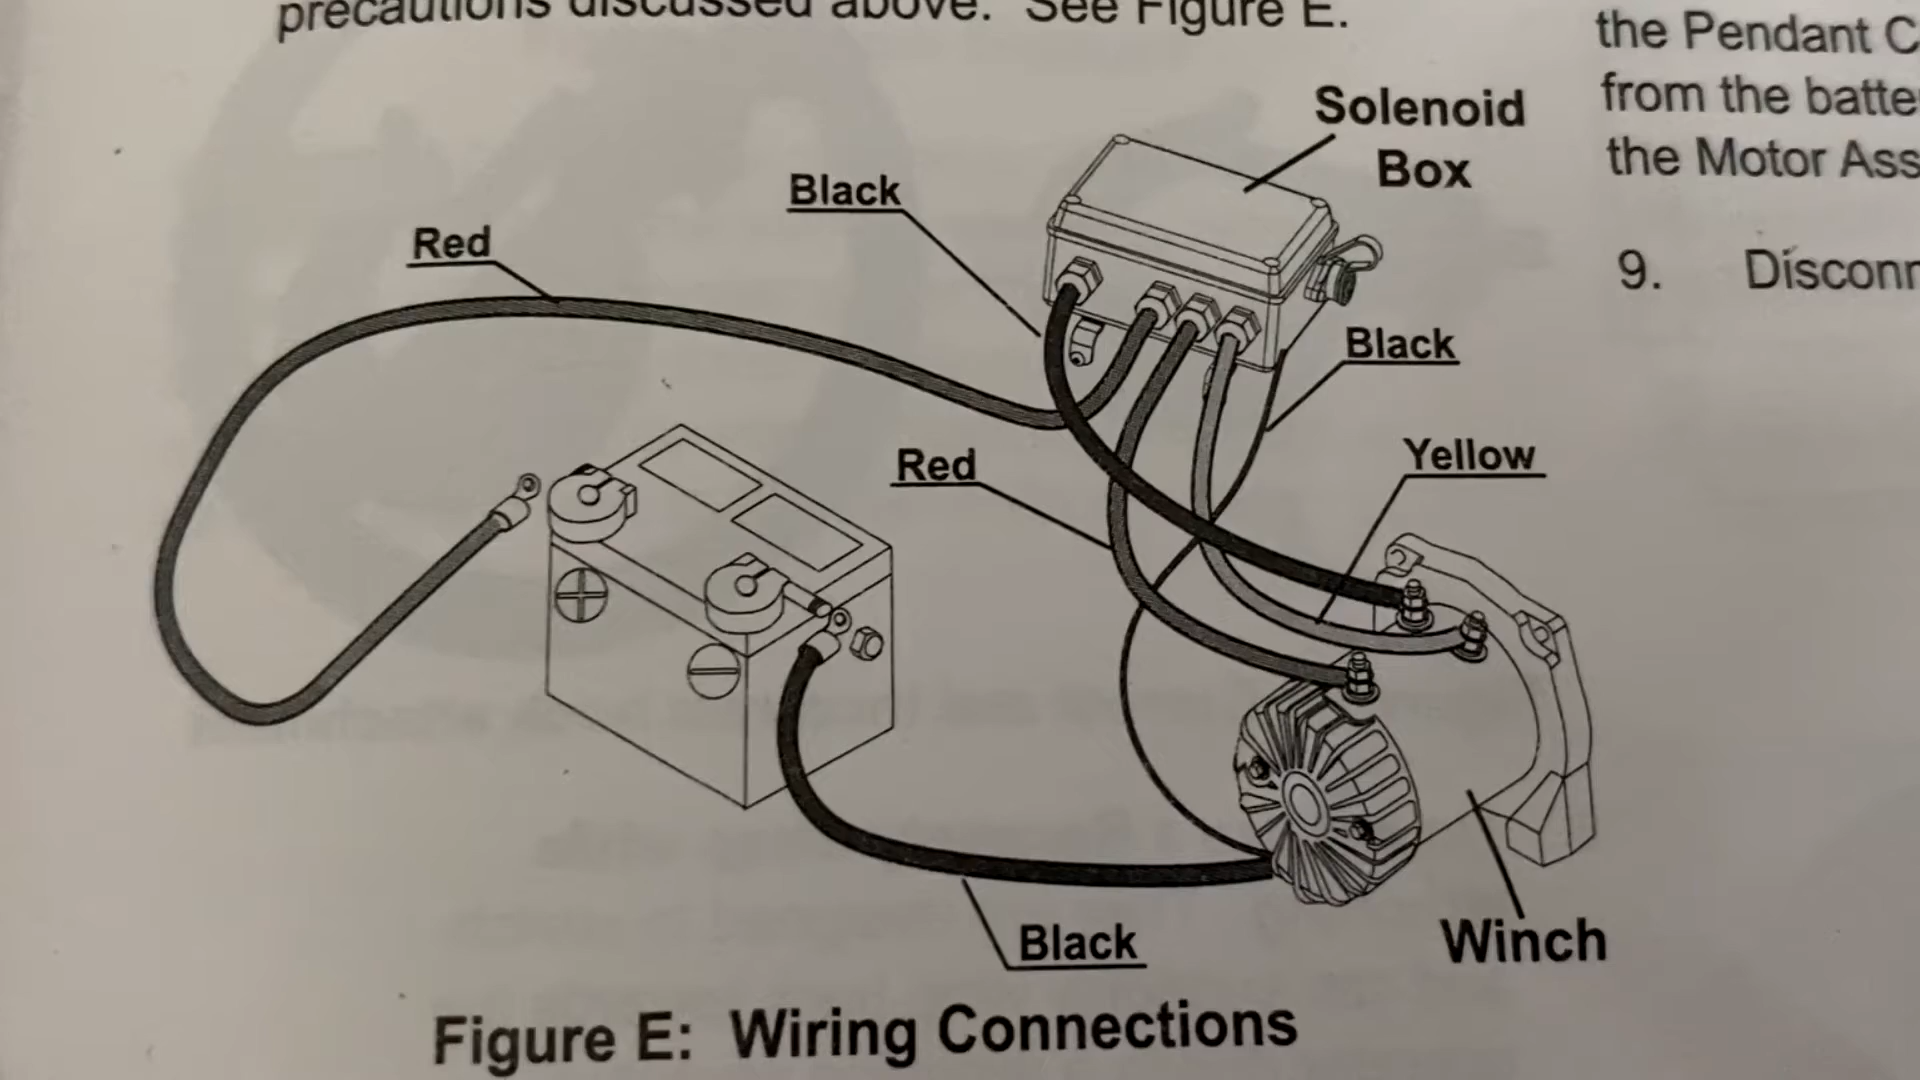 precautions discussed above. See Figure E.
the Pendant C
from the batte
the Motor Ass
9. Disconn
Solenoid
Box
Black
Red
Black
Yellow
Red
Black
Winch
Figure E: Wiring Connections